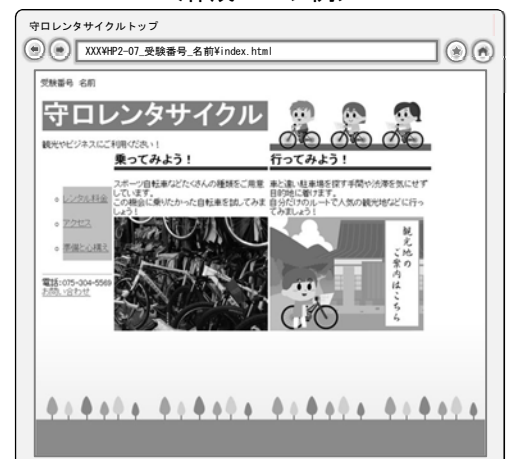 守口レンタサイクルトップ
XXX¥HP2-07_受験番号_名前¥index.html
受験番号 名前
守口レンタサイクル
観光やビジネスにご利用ください！
乗ってみよう！
スポーツ自転車などたくさんの種類をご用意
しています。
この機会に乗りたかった自転車を試してみま
しょう！
行ってみよう！
車と違い駐車場を探す手間や渋滞を気にせず
目的地に着けます。
自分だけのルートで人気の観光地などに行っ
てみましょう！
レンタル料金
アクセス
準備と心構え
電話:075-304-5569
お問い合わせ
観光地の
ご案内はこちら